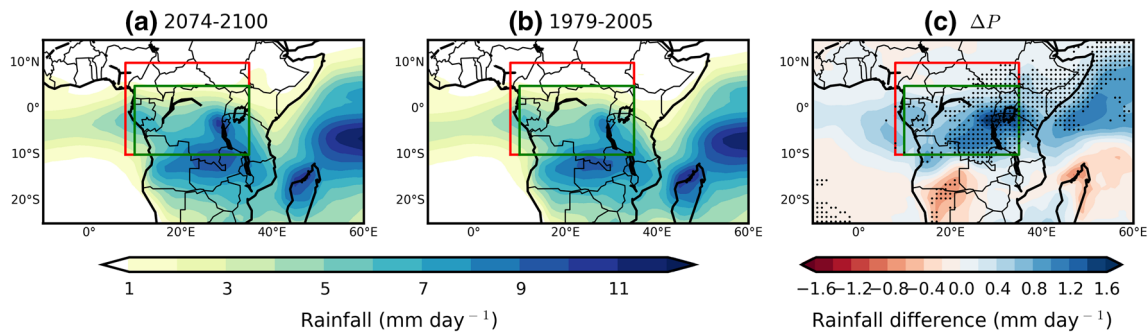 (a) 2074-2100
(b) 1979-2005
(c) ΔP
10°N
0°
10°S
20°S
0° 20°E 40°E 60°E
0° 20°E 40°E 60°E
0° 20°E 40°E 60°E
1 3 5 7 9 11
Rainfall (mm day⁻¹)
−1.6 −1.2 −0.8 −0.4 0.0 0.4 0.8 1.2 1.6
Rainfall difference (mm day⁻¹)
10°N
0°
10°S
20°S
10°N
0°
10°S
20°S